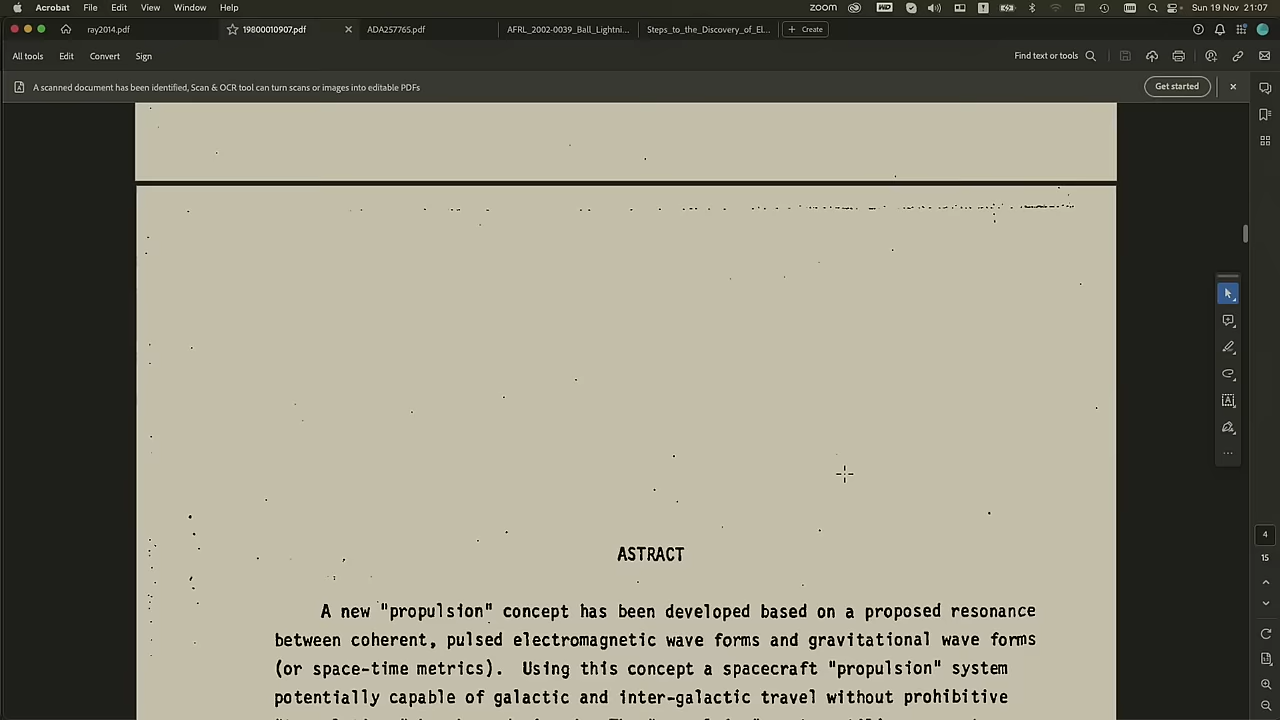 Acrobat File Edit View Window Help zoom Sun 19 Nov 21:07
ray2014.pdf 19800010907.pdf ADA257765.pdf AFRL_2002-0039_Ball_Lightni... Steps_to_the_Discovery_of_El... + Create
All tools Edit Convert Sign Find text or tools
A scanned document has been identified, Scan & OCR tool can turn scans or images into editable PDFs Get started
4
15
ASTRACT
A new "propulsion" concept has been developed based on a proposed resonance
between coherent, pulsed electromagnetic wave forms and gravitational wave forms
(or space-time metrics). Using this concept a spacecraft "propulsion" system
potentially capable of galactic and inter-galactic travel without prohibitive